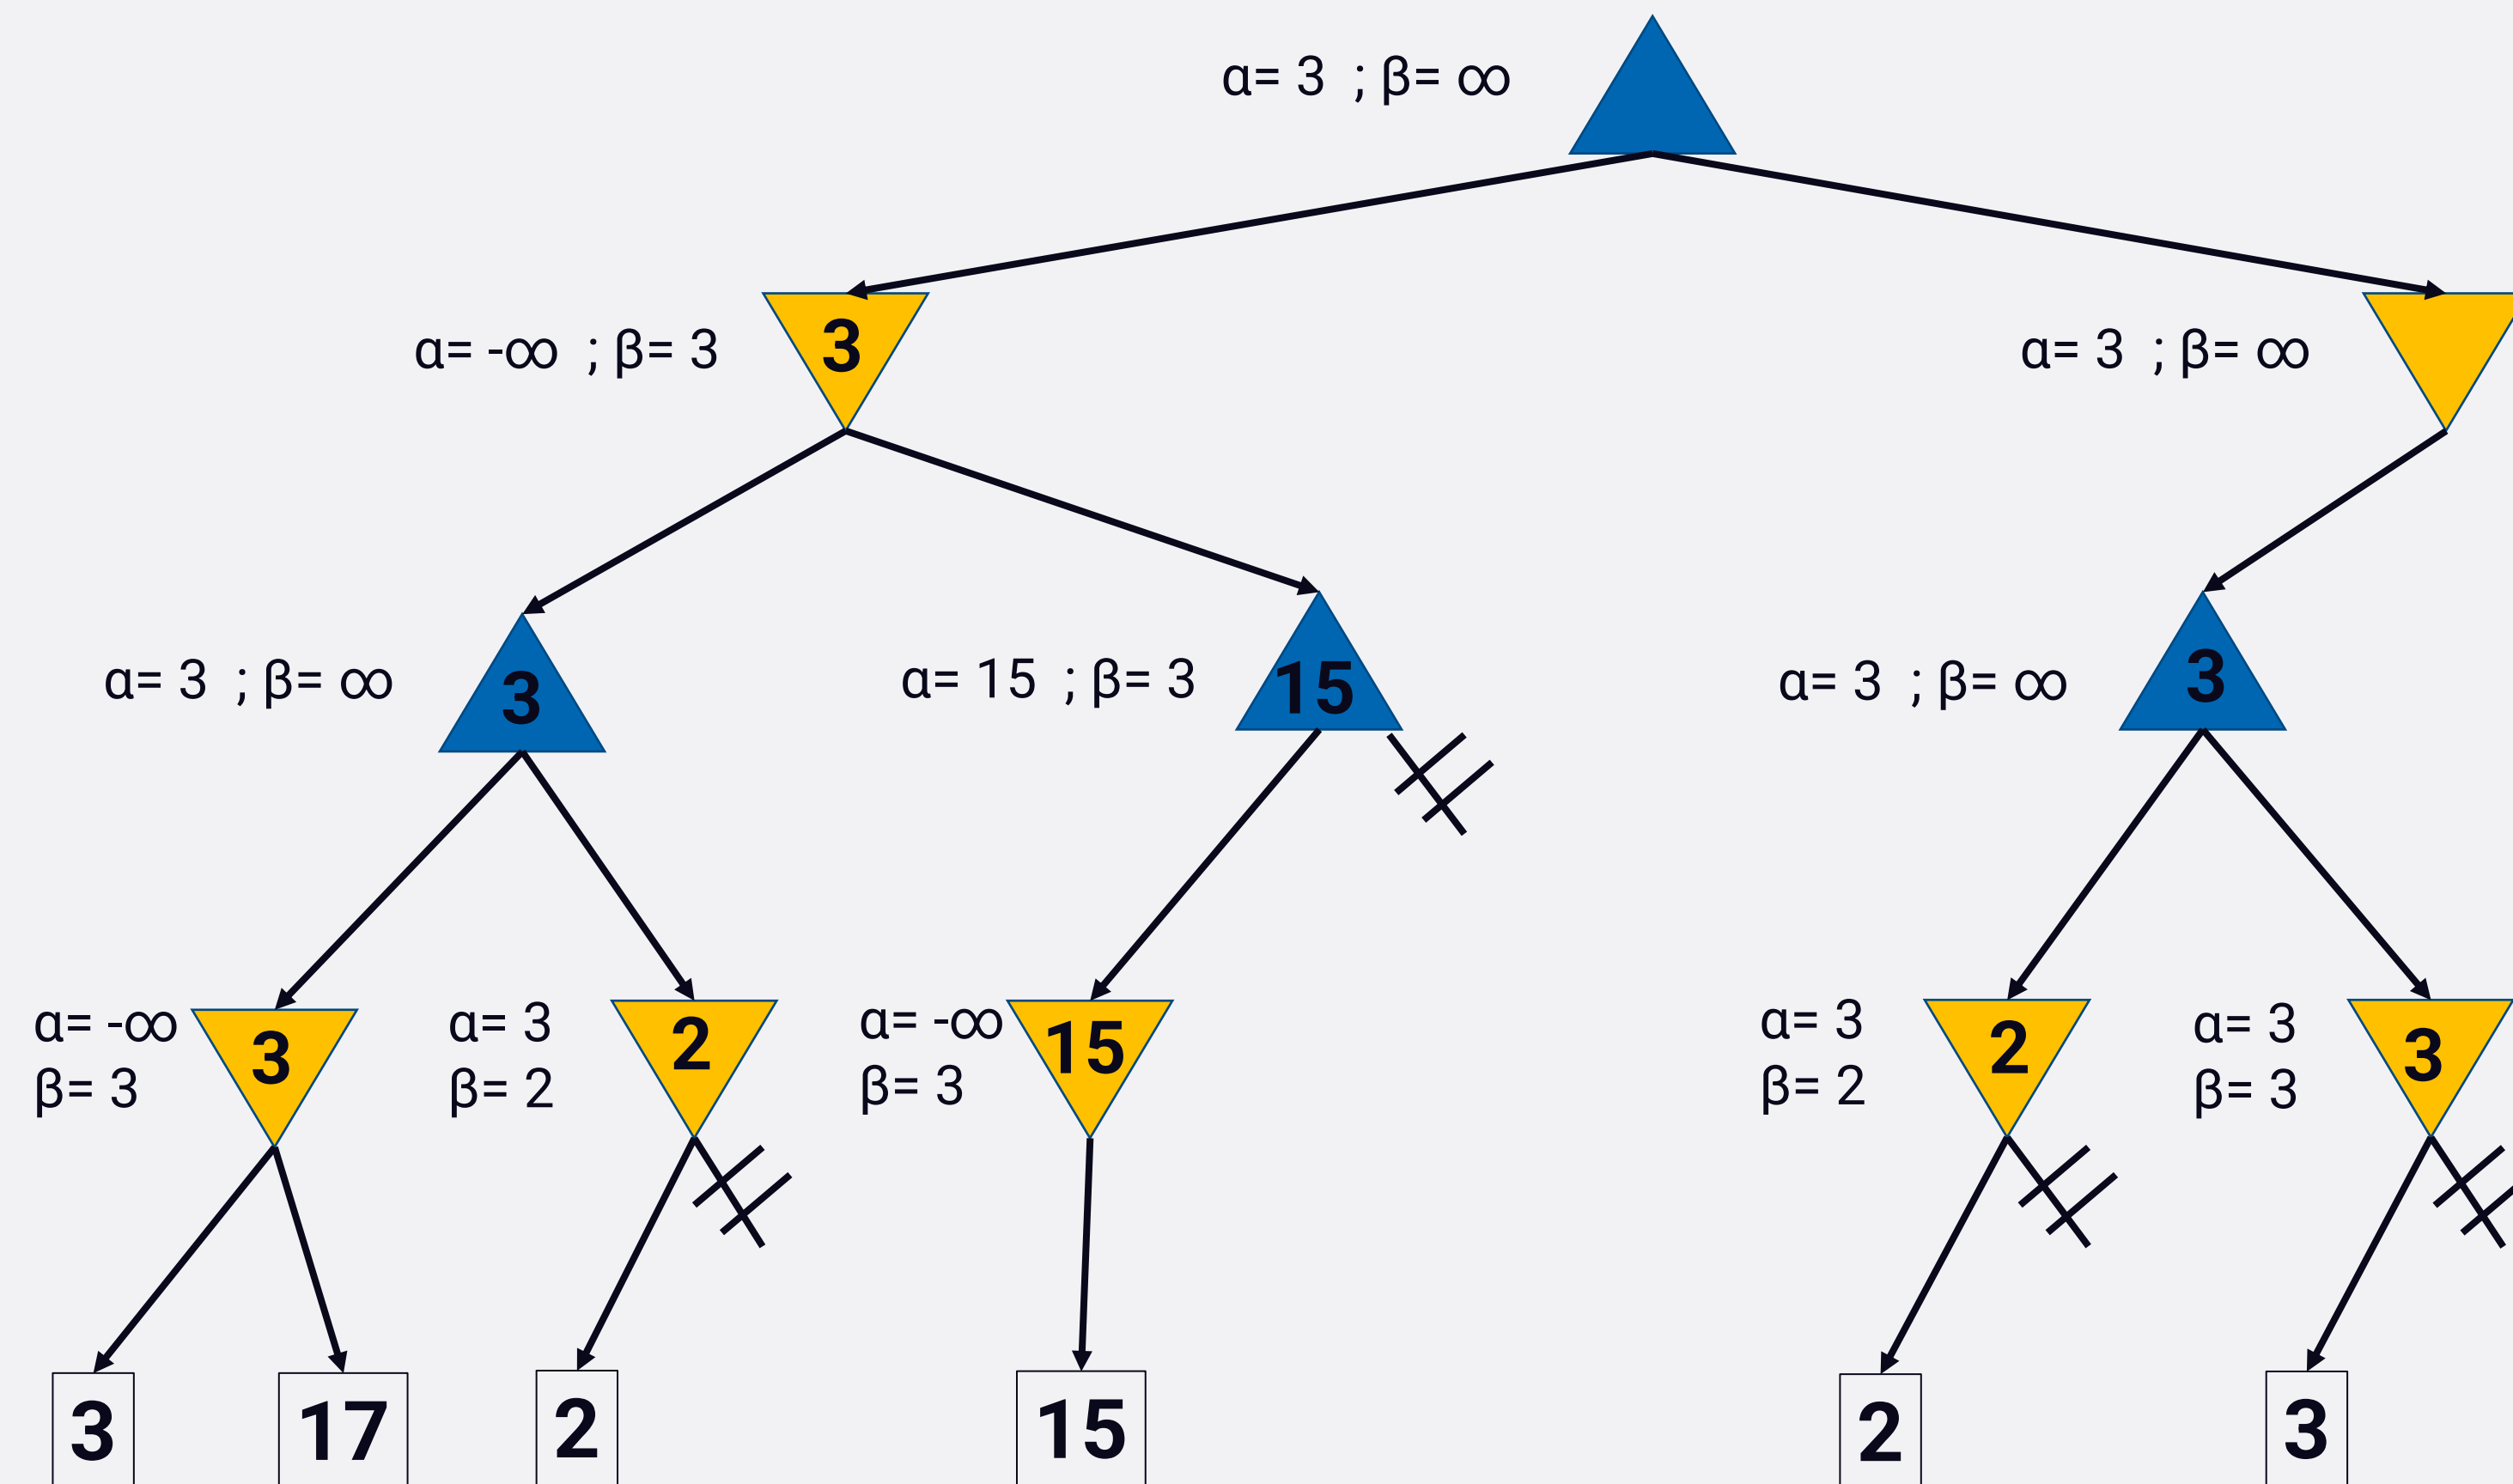 α= 3 ; β= ∞
α= -∞ ; β= 3
3
α= 3 ; β= ∞
α= 3 ; β= ∞
3
α= 15 ; β= 3
15
α= 3 ; β= ∞
3
α= -∞
β= 3
3
α= 3
β= 2
2
α= -∞
β= 3
15
α= 3
β= 2
2
α= 3
β= 3
3
3
17
2
15
2
3